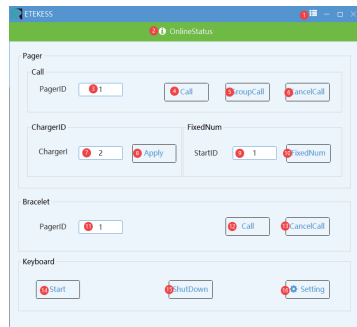 ETEKESS 1
2 OnlineStatus
Pager
Call
PagerID 3 1 4 Call 5 GroupCall 6 CancelCall
ChargerID FixedNum
ChargerI 7 2 8 Apply StartID 9 1 10 FixedNum
Bracelet
PagerID 11 1 12 Call 13 CancelCall
Keyboard
14 Start 15 ShutDown 16 Setting